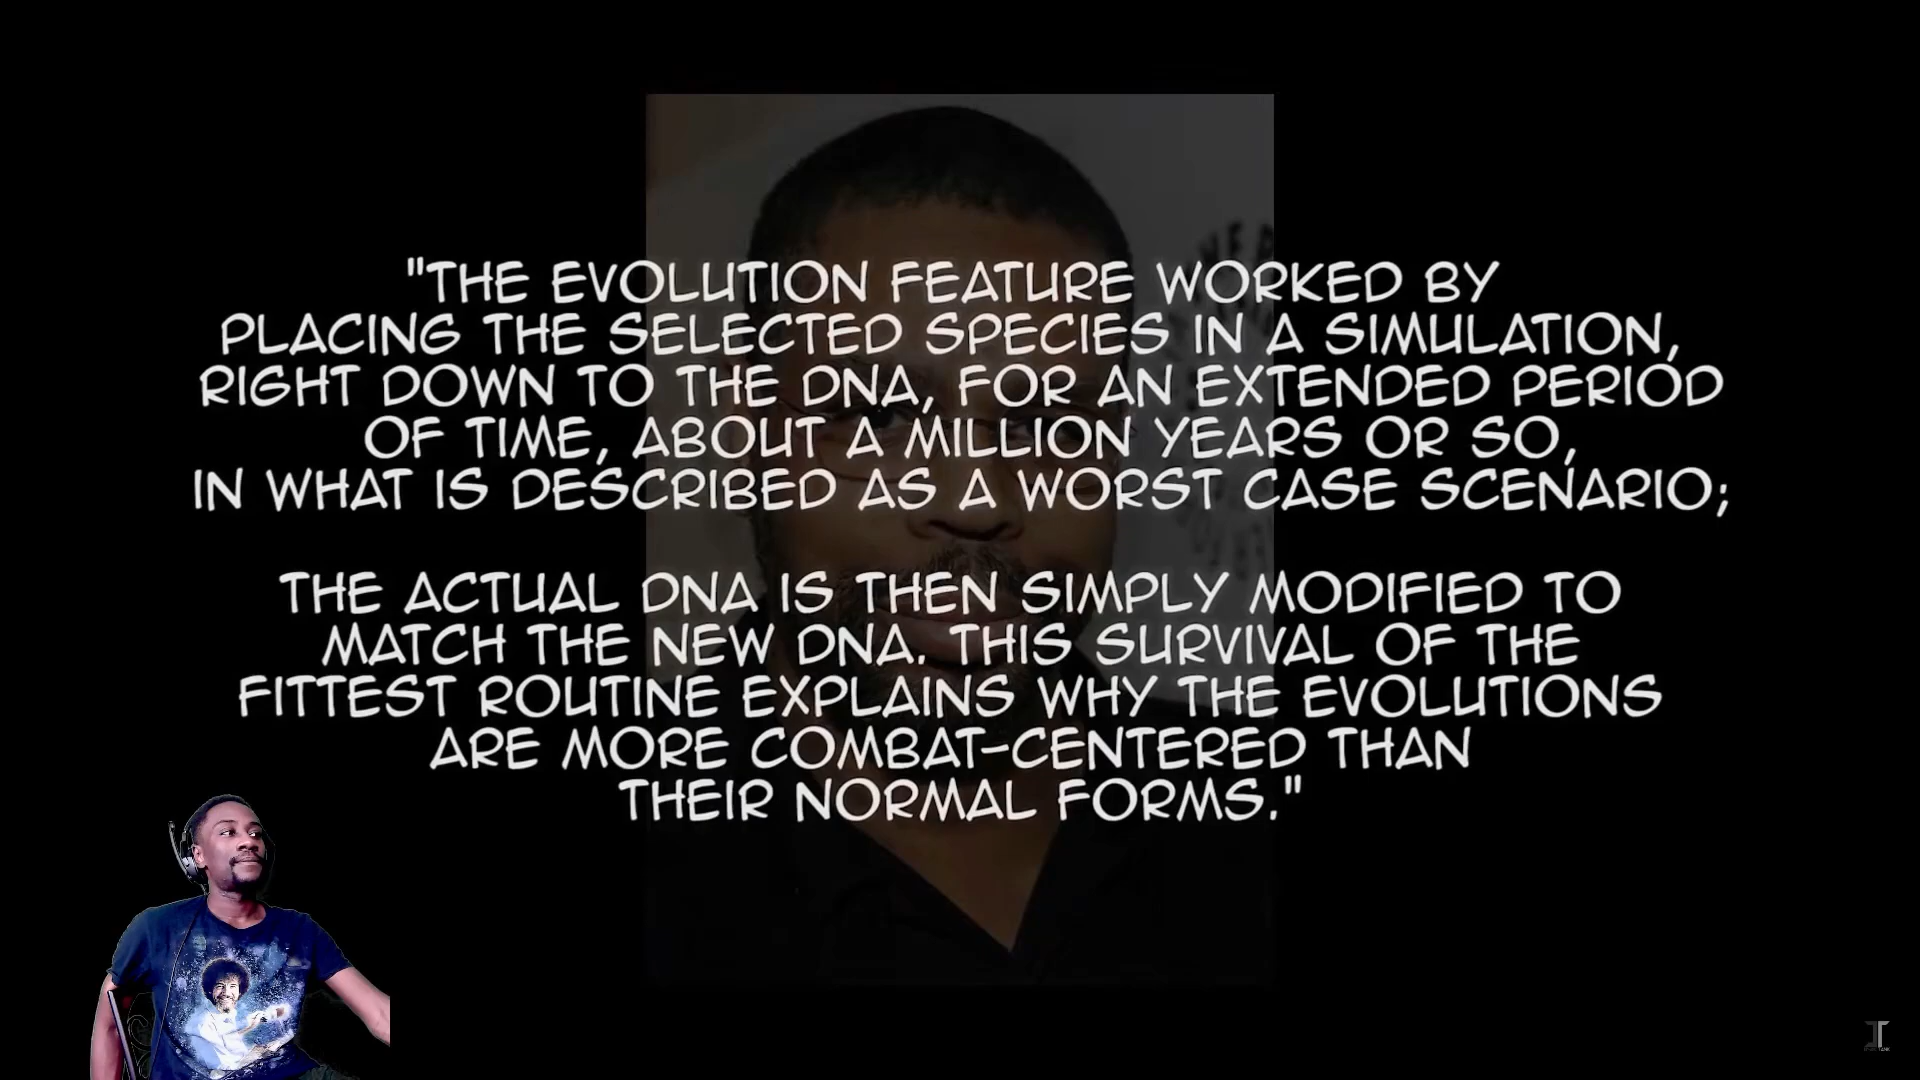 "THE EVOLUTION FEATURE WORKED BY
PLACING THE SELECTED SPECIES IN A SIMULATION,
RIGHT DOWN TO THE DNA, FOR AN EXTENDED PERIOD
OF TIME, ABOUT A MILLION YEARS OR SO,
IN WHAT IS DESCRIBED AS A WORST CASE SCENARIO;
THE ACTUAL DNA IS THEN SIMPLY MODIFIED TO
MATCH THE NEW DNA. THIS SURVIVAL OF THE
FITTEST ROUTINE EXPLAINS WHY THE EVOLUTIONS
ARE MORE COMBAT-CENTERED THAN
THEIR NORMAL FORMS."